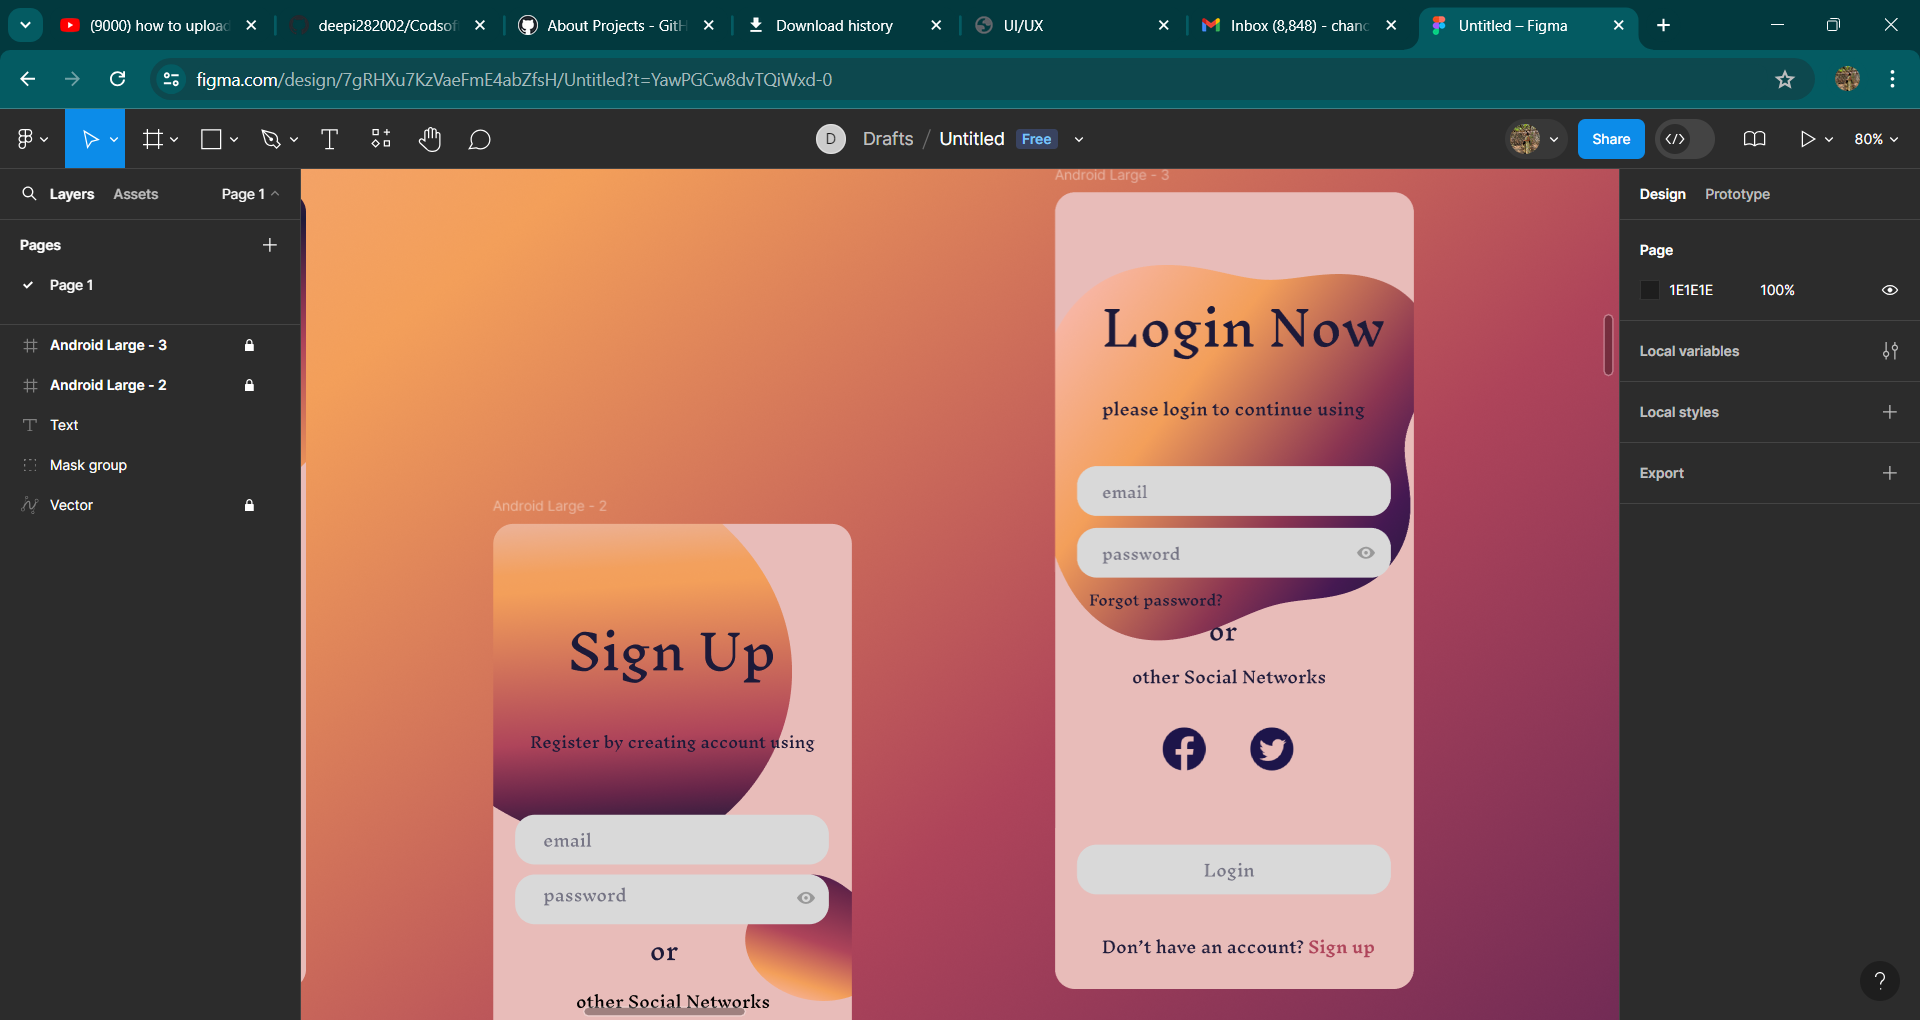 (9000) how to upload
deepi282002/Codsof
About Projects - GitH
Download history
UI/UX
Inbox (8,848) - chanc
Untitled – Figma
figma.com/design/7gRHXu7KzVaeFmE4abZfsH/Untitled?t=YawPGCw8dvTQiWxd-0
D
Drafts / Untitled Free
Share
80%
Layers
Assets
Page 1
Pages
Page 1
Android Large - 3
Android Large - 2
Text
Mask group
Vector
Android Large - 2
Sign Up
Register by creating account using
email
password
or
other Social Networks
Android Large - 3
Login Now
please login to continue using
email
password
Forgot password?
or
other Social Networks
Login
Don't have an account? Sign up
Design
Prototype
Page
1E1E1E
100%
Local variables
Local styles
Export
?